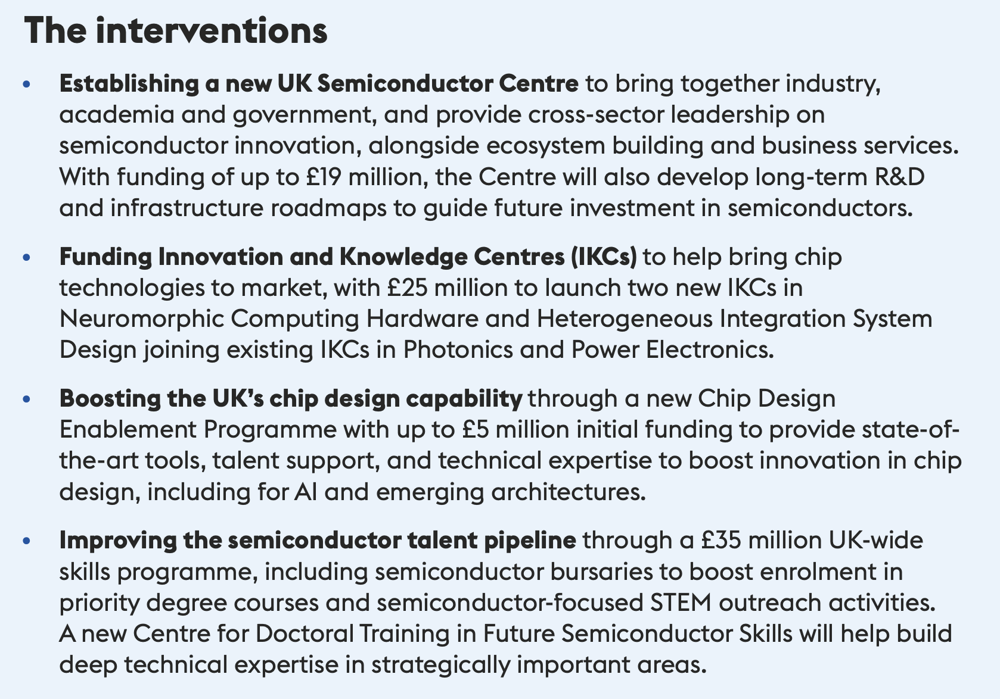 The interventions
• Establishing a new UK Semiconductor Centre to bring together industry,
academia and government, and provide cross-sector leadership on
semiconductor innovation, alongside ecosystem building and business services.
With funding of up to £19 million, the Centre will also develop long-term R&D
and infrastructure roadmaps to guide future investment in semiconductors.
• Funding Innovation and Knowledge Centres (IKCs) to help bring chip
technologies to market, with £25 million to launch two new IKCs in
Neuromorphic Computing Hardware and Heterogeneous Integration System
Design joining existing IKCs in Photonics and Power Electronics.
• Boosting the UK’s chip design capability through a new Chip Design
Enablement Programme with up to £5 million initial funding to provide state-of-
the-art tools, talent support, and technical expertise to boost innovation in chip
design, including for AI and emerging architectures.
• Improving the semiconductor talent pipeline through a £35 million UK-wide
skills programme, including semiconductor bursaries to boost enrolment in
priority degree courses and semiconductor-focused STEM outreach activities.
A new Centre for Doctoral Training in Future Semiconductor Skills will help build
deep technical expertise in strategically important areas.